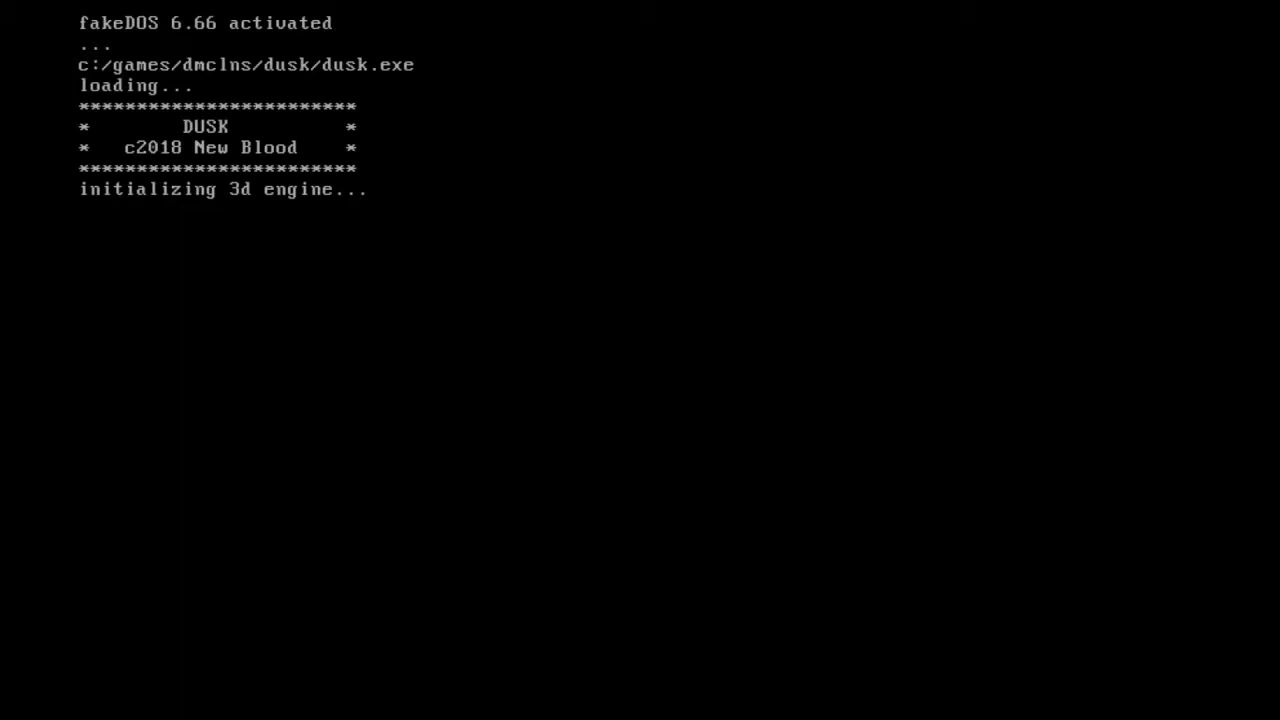 fakeDOS 6.66 activated
...
c:/games/dmclns/dusk/dusk.exe
loading...
************************
* DUSK *
* c2018 New Blood *
************************
initializing 3d engine...